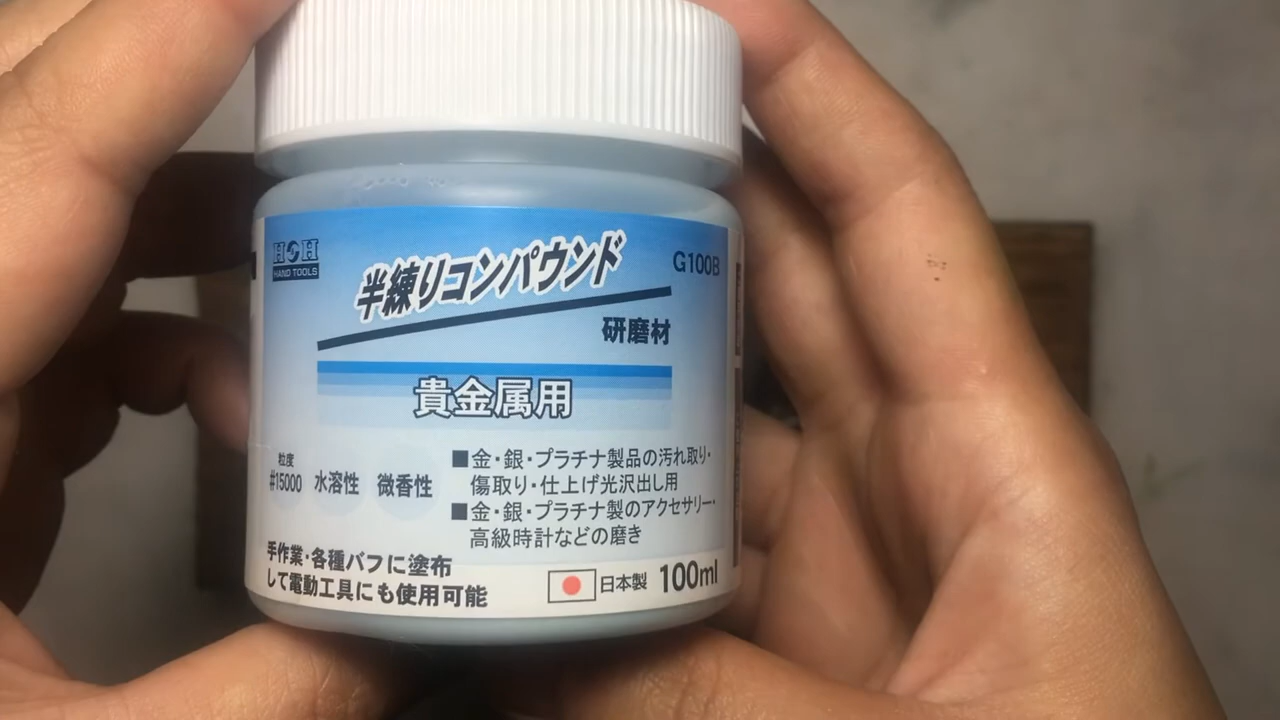 H H
HAND TOOLS
半練りコンパウンド
G100B
研磨材
貴金属用
粒度
#15000
水溶性
微香性
■金・銀・プラチナ製品の汚れ取り・
傷取り・仕上げ光沢出し用
■金・銀・プラチナ製のアクセサリー・
高級時計などの磨き
手作業・各種バフに塗布
して電動工具にも使用可能
日本製
100ml